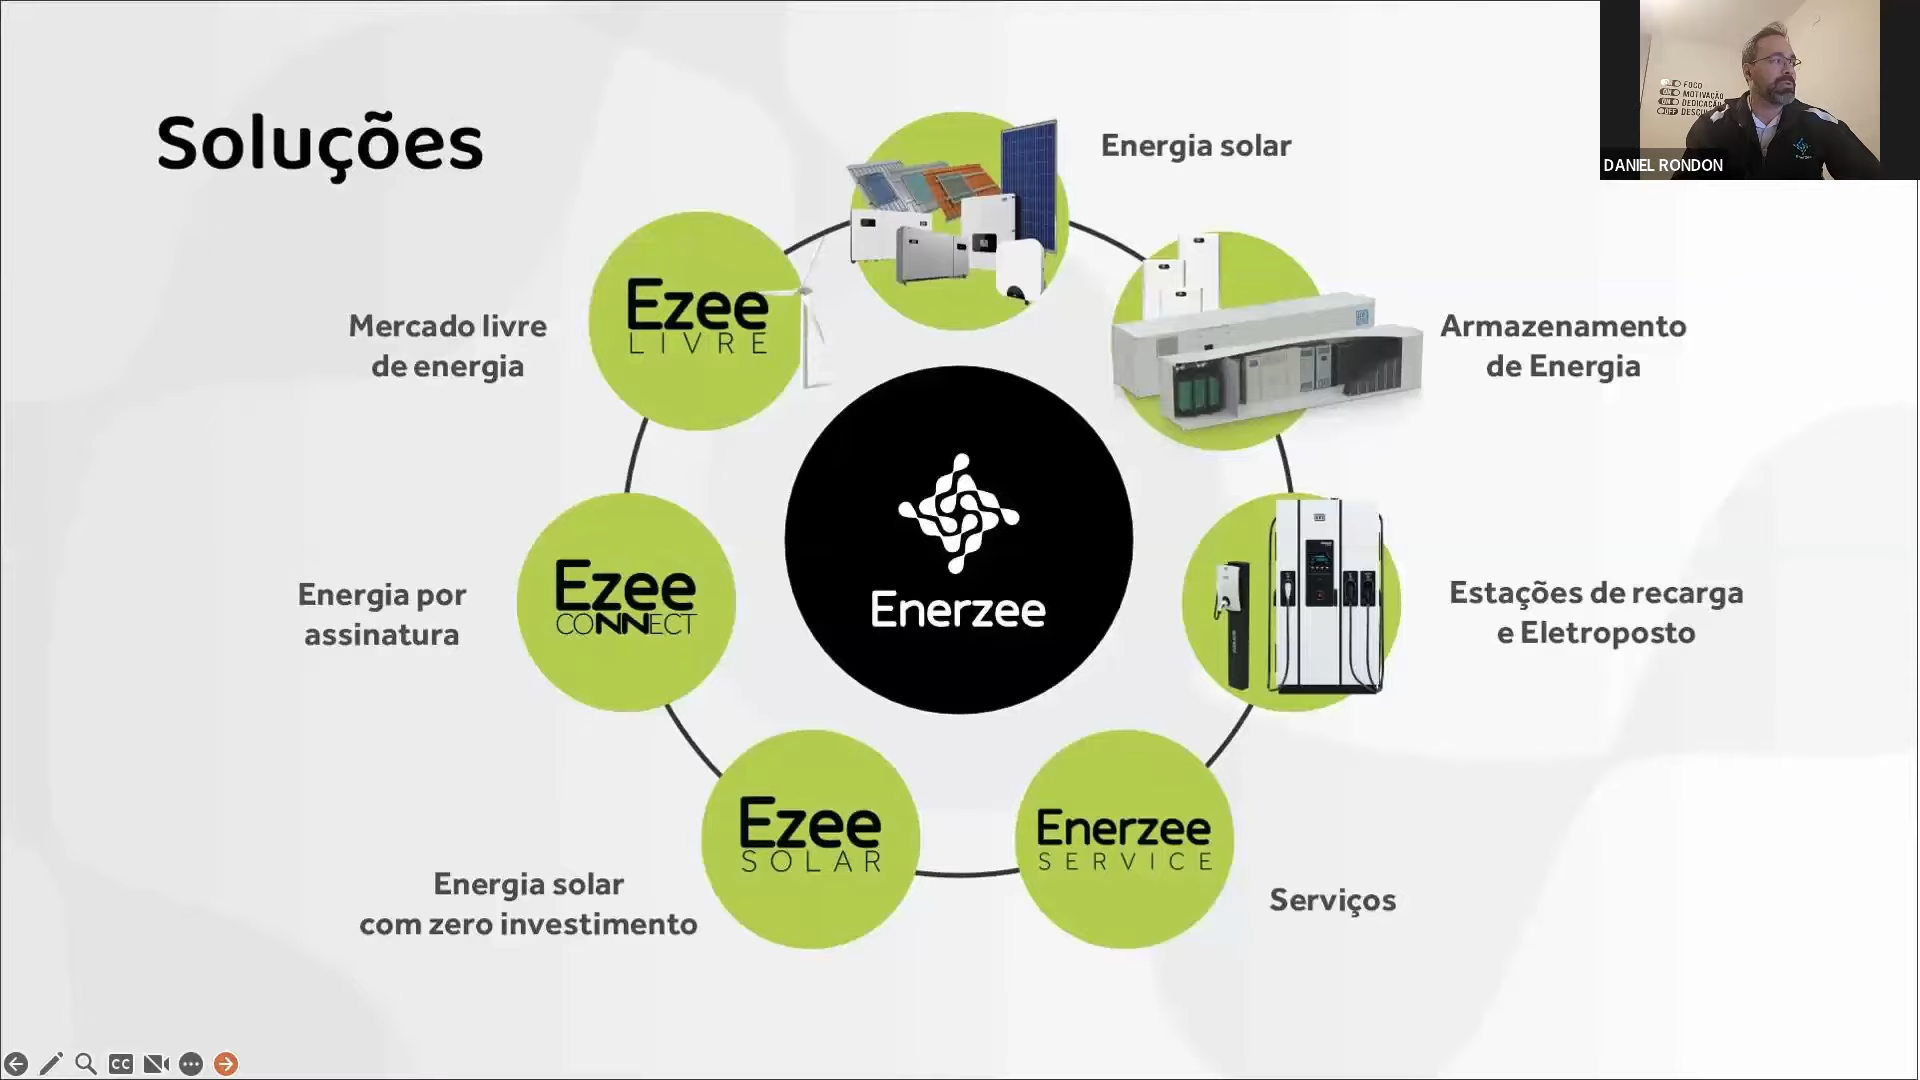 Soluções
Energia solar
FOCO
MOTIVAÇÃO
DEDICAÇÃO
DANIEL RONDON
Ezee
LIVRE
Mercado livre
de energia
Armazenamento
de Energia
Enerzee
Ezee
CONNECT
Energia por
assinatura
Estações de recarga
e Eletroposto
Ezee
SOLAR
Energia solar
com zero investimento
Enerzee
SERVICE
Serviços
CC